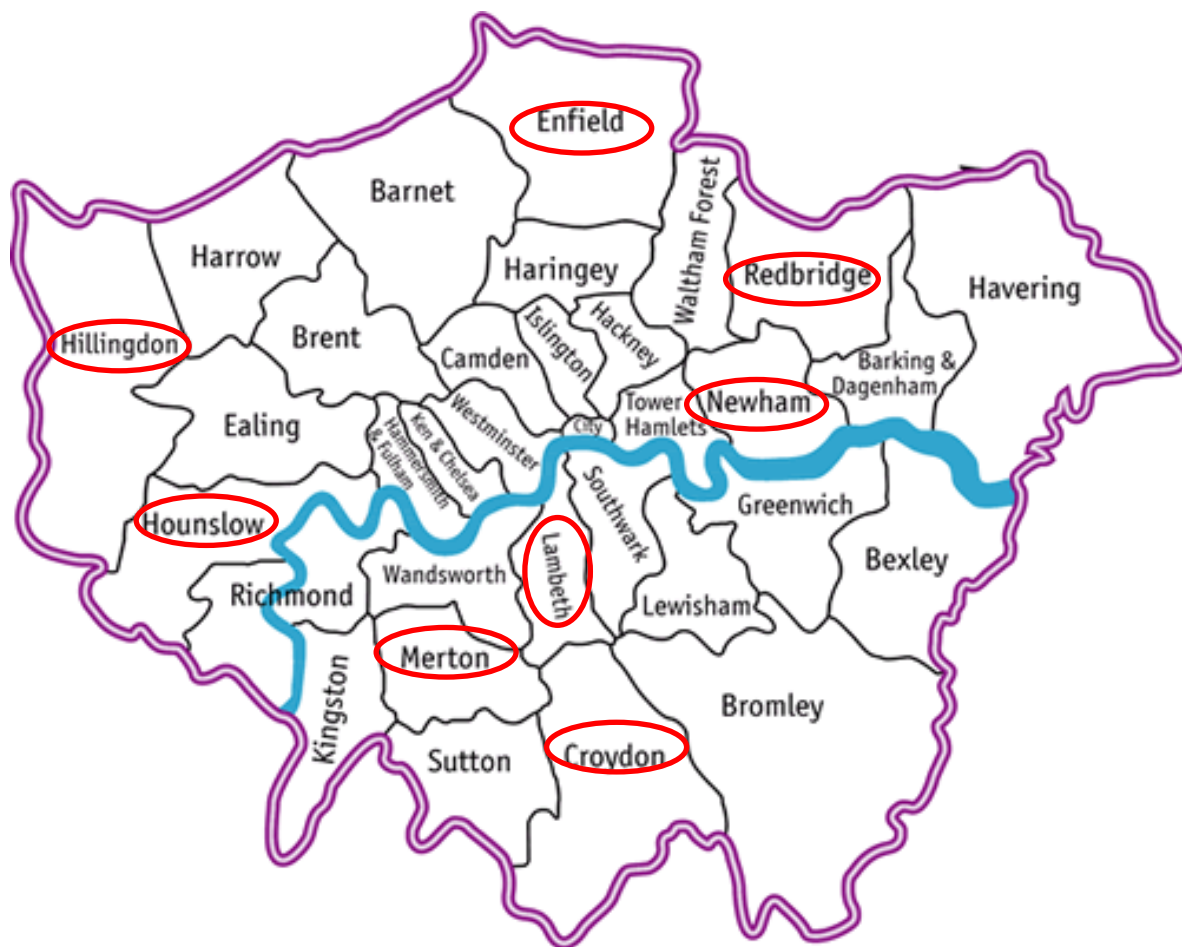 Enfield
Barnet
Waltham Forest
Harrow
Haringey
Redbridge
Havering
Hillingdon
Brent
Camden
Islington
Hackney
Barking &
Dagenham
Ealing
Hammersmith
& Fulham
Ken & Chelsea
Westminster
City
Tower
Hamlets
Newham
Hounslow
Southwark
Greenwich
Bexley
Richmond
Wandsworth
Lambeth
Lewisham
Merton
Kingston
Sutton
Croydon
Bromley